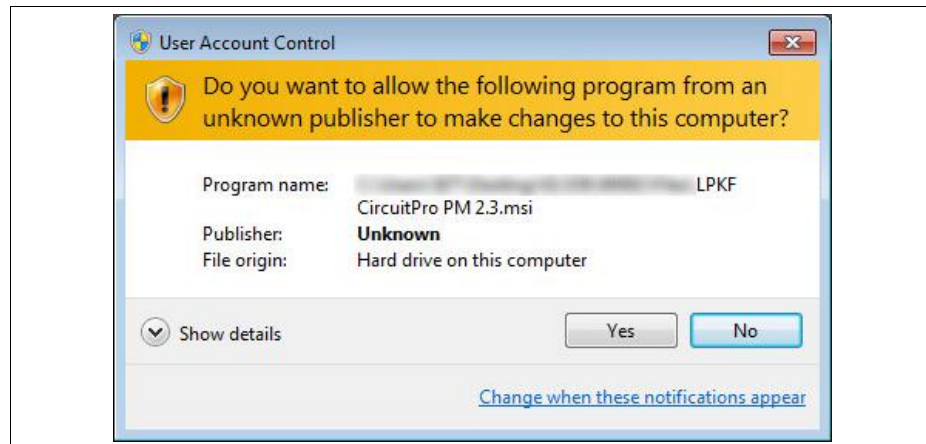 User Account Control
Do you want to allow the following program from an
unknown publisher to make changes to this computer?
Program name: LPKF
CircuitPro PM 2.3.msi
Publisher: Unknown
File origin: Hard drive on this computer
Show details
Yes No
Change when these notifications appear